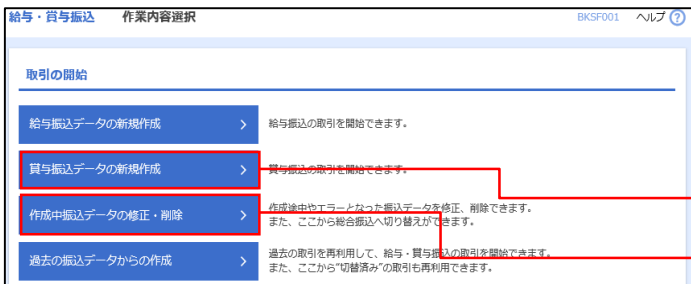 給与・賞与振込 作業内容選択 BKSF001 ヘルプ ?
取引の開始
給与振込データの新規作成 > 給与振込の取引を開始できます。
賞与振込データの新規作成 > 賞与振込の取引を開始できます。
作成中振込データの修正・削除 > 作成途中やエラーとなった振込データを修正、削除できます。
また、ここから総合振込へ切り替えができます。
過去の振込データからの作成 > 過去の取引を再利用して、給与・賞与振込の取引を開始できます。
また、ここから"切替済み"の取引も再利用できます。